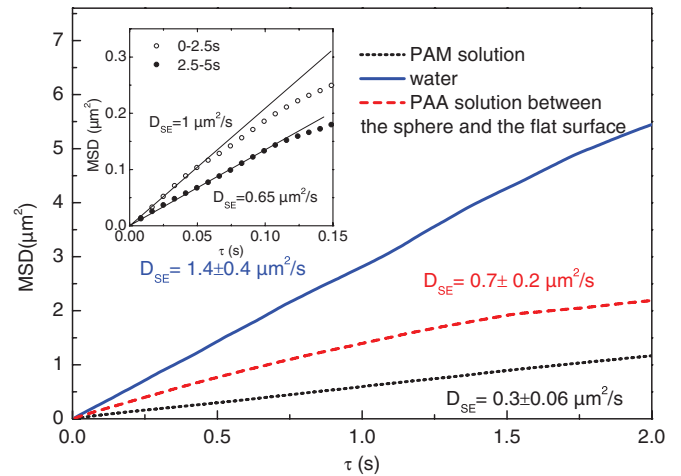 7
6
5
4
3
2
1
0
MSD(μm²)
0.0
0.5
1.0
1.5
2.0
τ (s)
PAM solution
water
PAA solution between
the sphere and the flat surface
0.3
0.2
0.1
0.0
MSD (μm²)
0-2.5s
2.5-5s
D_SE=1 μm²/s
D_SE=0.65 μm²/s
0.00
0.05
0.10
0.15
τ (s)
D_SE= 1.4±0.4 μm²/s
D_SE= 0.7± 0.2 μm²/s
D_SE= 0.3±0.06 μm²/s